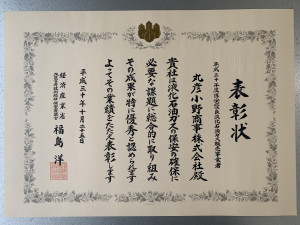 表彰状
丸彦小野商事株式会社殿
貴社は液化石油ガスの保安の確保に
必要な課題に総合的に取り組み
その成果が特に優秀と認められます
よってその業績をたたえ表彰します
平成三十年十月二十五日
経済産業省
福島 洋